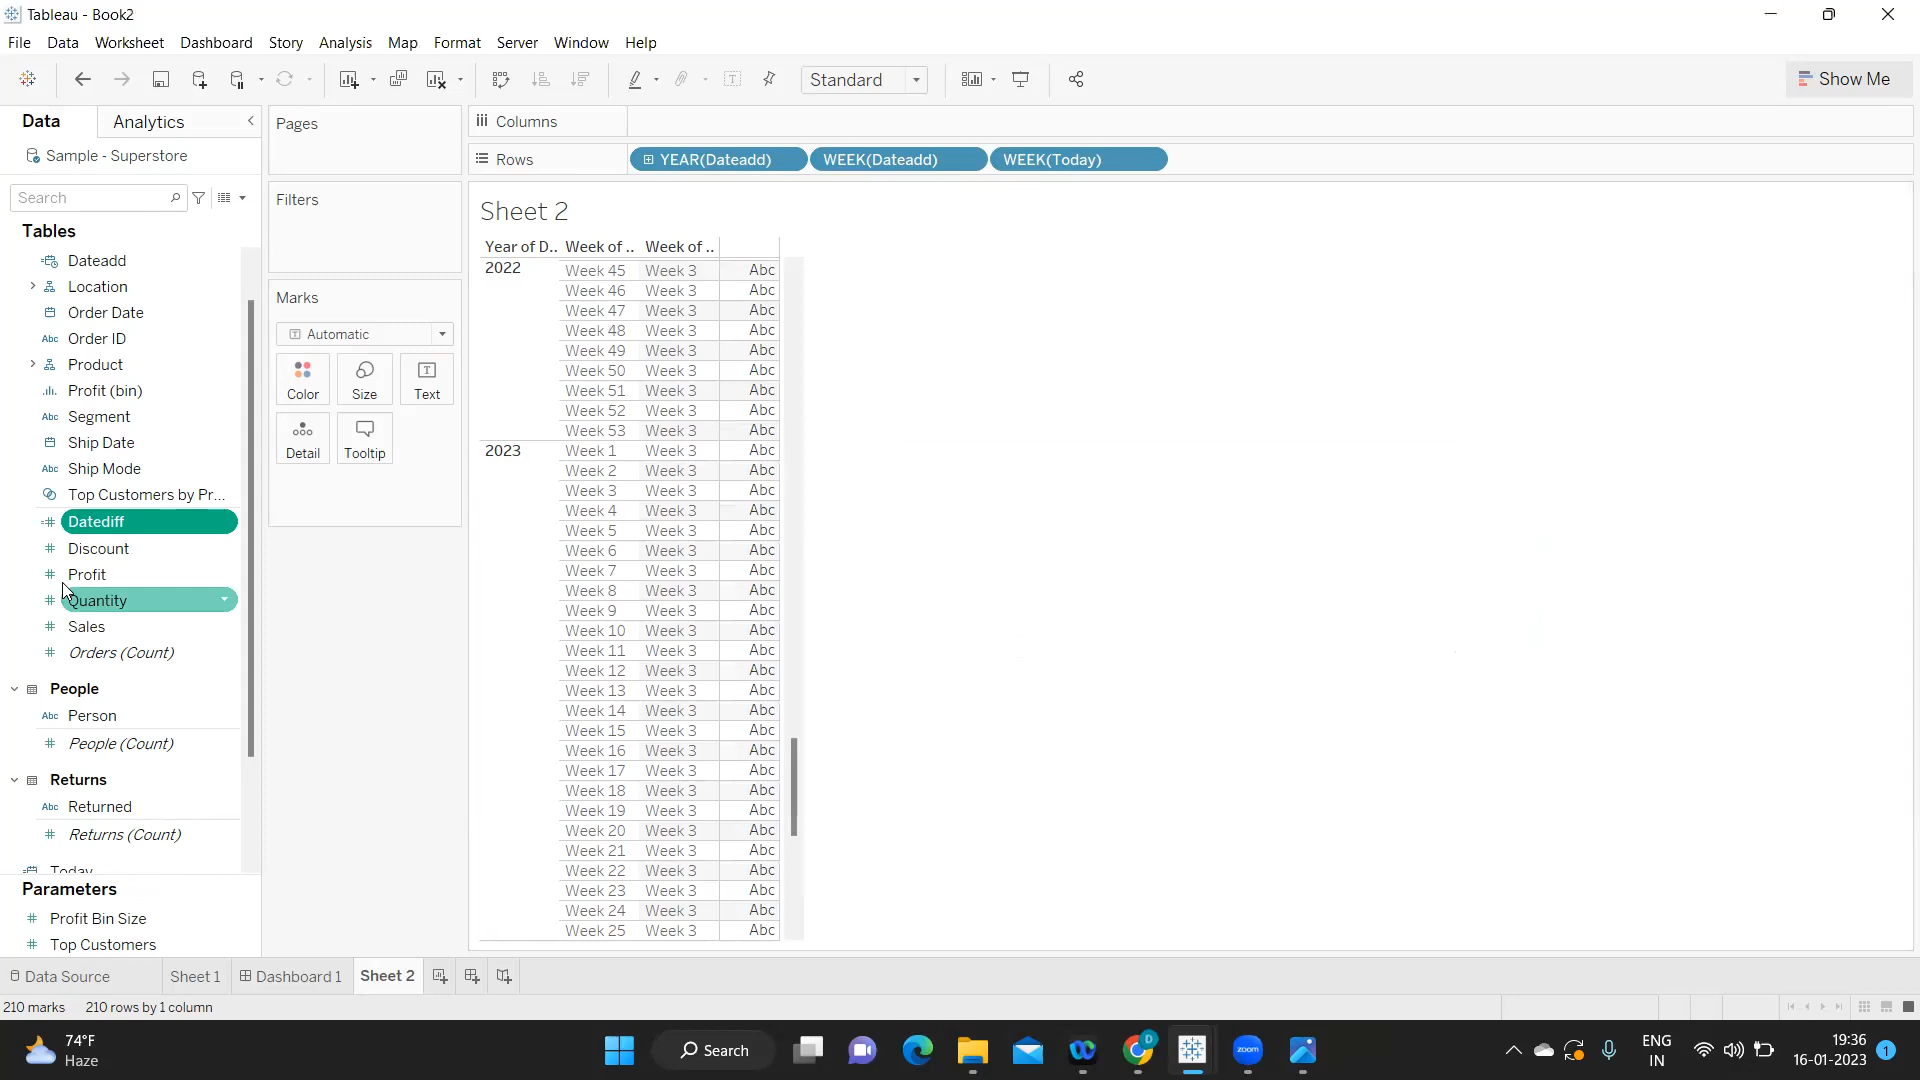 Tableau - Book2
File Data Worksheet Dashboard Story Analysis Map Format Server Window Help
Standard
Show Me
Data Analytics
Sample - Superstore
Search
Tables
Dateadd
Location
Order Date
Abc Order ID
Product
Profit (bin)
Abc Segment
Ship Date
Abc Ship Mode
Top Customers by Pr...
Datediff
Discount
Profit
Quantity
Sales
Orders (Count)
People
Abc Person
People (Count)
Returns
Abc Returned
Returns (Count)
Today
Parameters
Profit Bin Size
Top Customers
Pages
Filters
Marks
Automatic
Color Size Text
Detail Tooltip
Columns
Rows YEAR(Dateadd) WEEK(Dateadd) WEEK(Today)
Sheet 2
Year of D.. Week of .. Week of ..
2022 Week 45 Week 3 Abc
Week 46 Week 3 Abc
Week 47 Week 3 Abc
Week 48 Week 3 Abc
Week 49 Week 3 Abc
Week 50 Week 3 Abc
Week 51 Week 3 Abc
Week 52 Week 3 Abc
Week 53 Week 3 Abc
2023 Week 1 Week 3 Abc
Week 2 Week 3 Abc
Week 3 Week 3 Abc
Week 4 Week 3 Abc
Week 5 Week 3 Abc
Week 6 Week 3 Abc
Week 7 Week 3 Abc
Week 8 Week 3 Abc
Week 9 Week 3 Abc
Week 10 Week 3 Abc
Week 11 Week 3 Abc
Week 12 Week 3 Abc
Week 13 Week 3 Abc
Week 14 Week 3 Abc
Week 15 Week 3 Abc
Week 16 Week 3 Abc
Week 17 Week 3 Abc
Week 18 Week 3 Abc
Week 19 Week 3 Abc
Week 20 Week 3 Abc
Week 21 Week 3 Abc
Week 22 Week 3 Abc
Week 23 Week 3 Abc
Week 24 Week 3 Abc
Week 25 Week 3 Abc
Data Source Sheet 1 Dashboard 1 Sheet 2
210 marks 210 rows by 1 column
74°F
Haze
Search
zoom
D
ENG
IN
19:36
16-01-2023
1